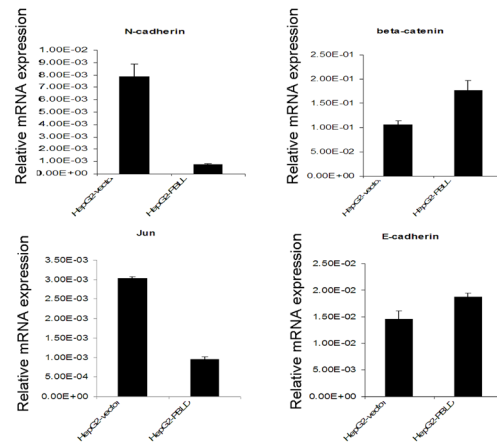 N-cadherin
Relative mRNA expression
1.00E-02
9.00E-03
8.00E-03
7.00E-03
6.00E-03
5.00E-03
4.00E-03
3.00E-03
2.00E-03
1.00E-03
0.00E+00
HepG2-vector
beta-catenin
Relative mRNA expression
2.50E-01
2.00E-01
1.50E-01
1.00E-01
5.00E-02
0.00E+00
HepG2-vector
Jun
Relative mRNA expression
3.50E-03
3.00E-03
2.50E-03
2.00E-03
1.50E-03
1.00E-03
5.00E-04
0.00E+00
HepG2-vector
HepG2-PBLD
E-cadherin
Relative mRNA expression
2.50E-02
2.00E-02
1.50E-02
1.00E-02
5.00E-03
0.00E+00
HepG2-vector
HepG2-PBLD